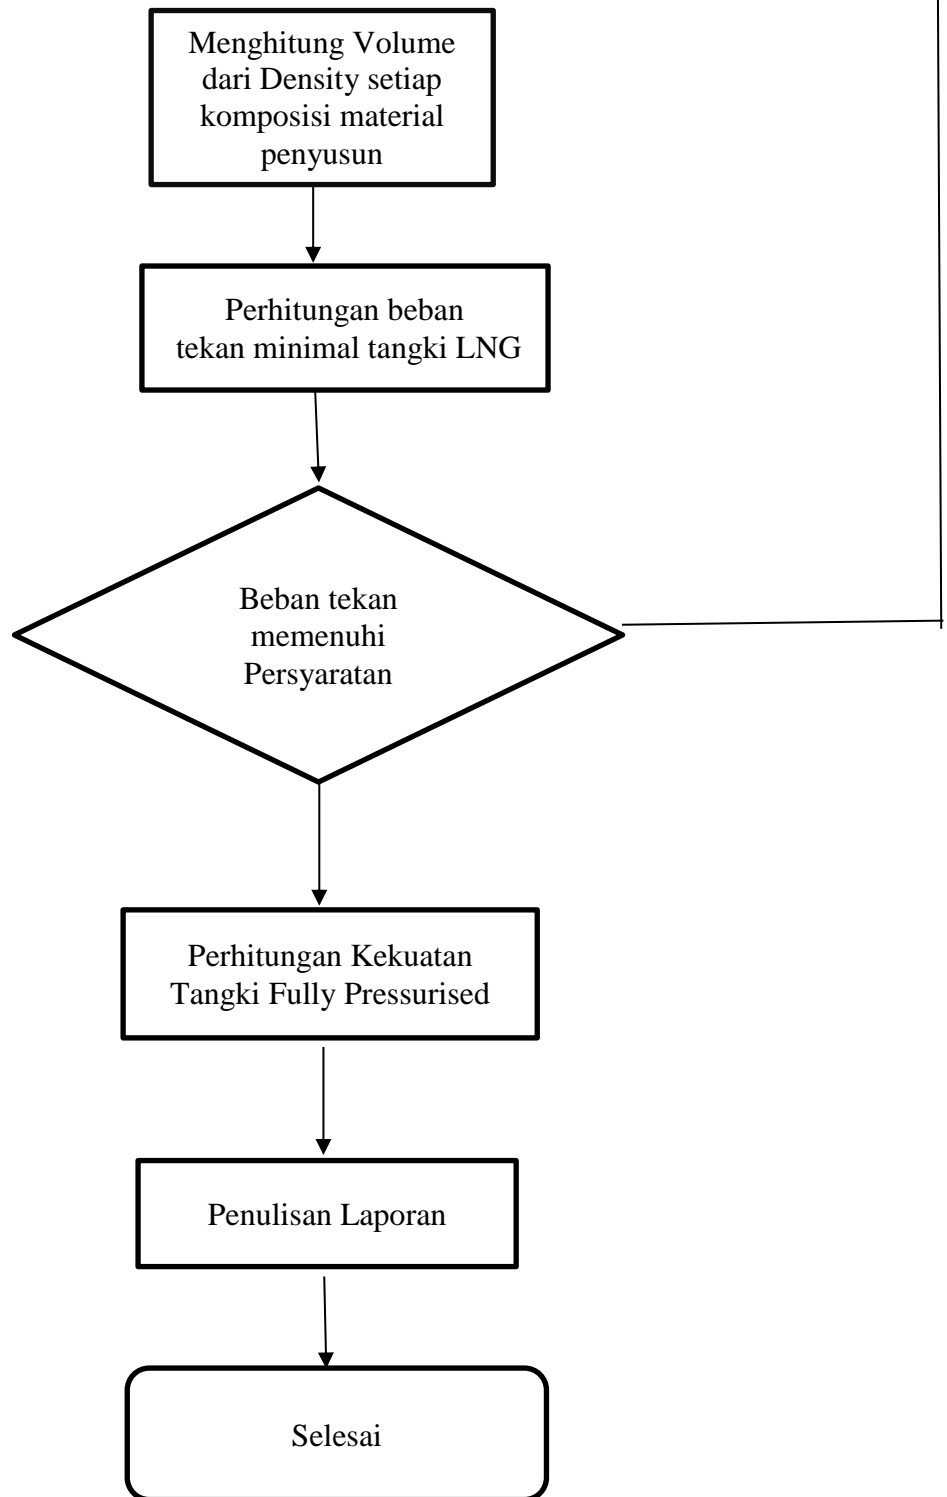 Menghitung Volume
dari Density setiap
komposisi material
penyusun
Perhitungan beban
tekan minimal tangki LNG
Beban tekan
memenuhi
Persyaratan
Perhitungan Kekuatan
Tangki Fully Pressurised
Penulisan Laporan
Selesai